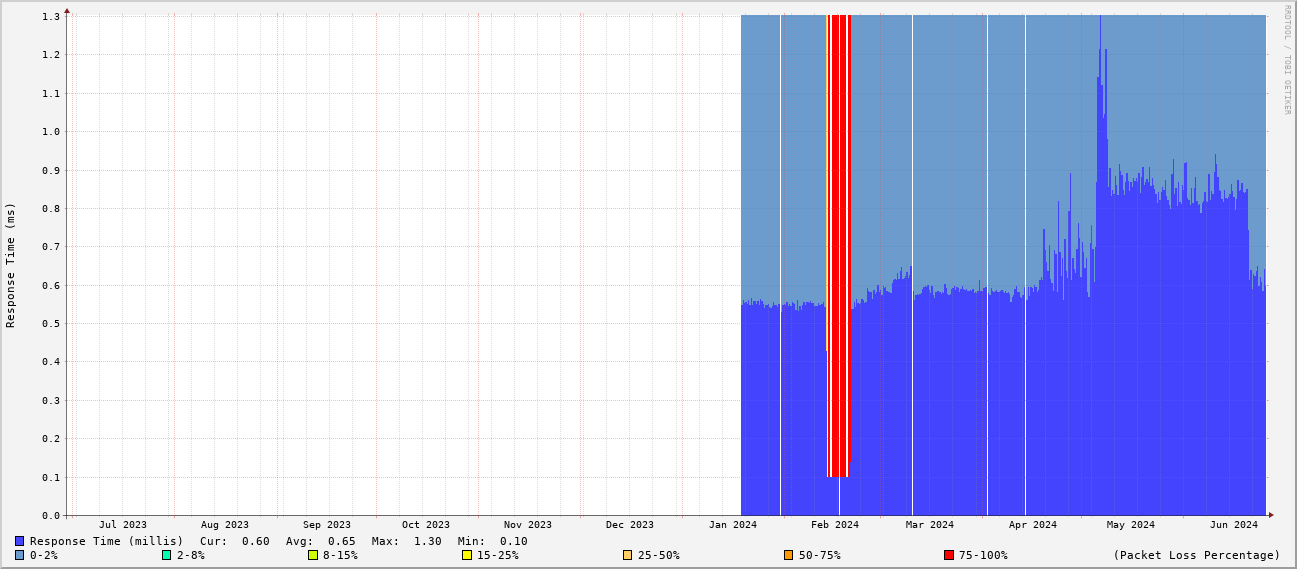 RRDTOOL / TOBI OETIKER
Response Time (ms)
1.3
1.2
1.1
1.0
0.9
0.8
0.7
0.6
0.5
0.4
0.3
0.2
0.1
0.0
Jul 2023 Aug 2023 Sep 2023 Oct 2023 Nov 2023 Dec 2023 Jan 2024 Feb 2024 Mar 2024 Apr 2024 May 2024 Jun 2024
Response Time (millis) Cur: 0.60 Avg: 0.65 Max: 1.30 Min: 0.10
0-2% 2-8% 8-15% 15-25% 25-50% 50-75% 75-100% (Packet Loss Percentage)